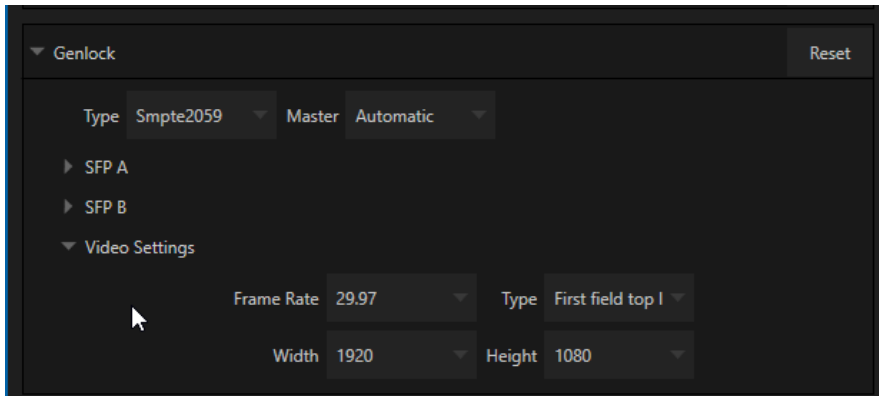 Genlock Reset
Type Smpte2059 Master Automatic
SFP A
SFP B
Video Settings
Frame Rate 29.97 Type First field top l
Width 1920 Height 1080